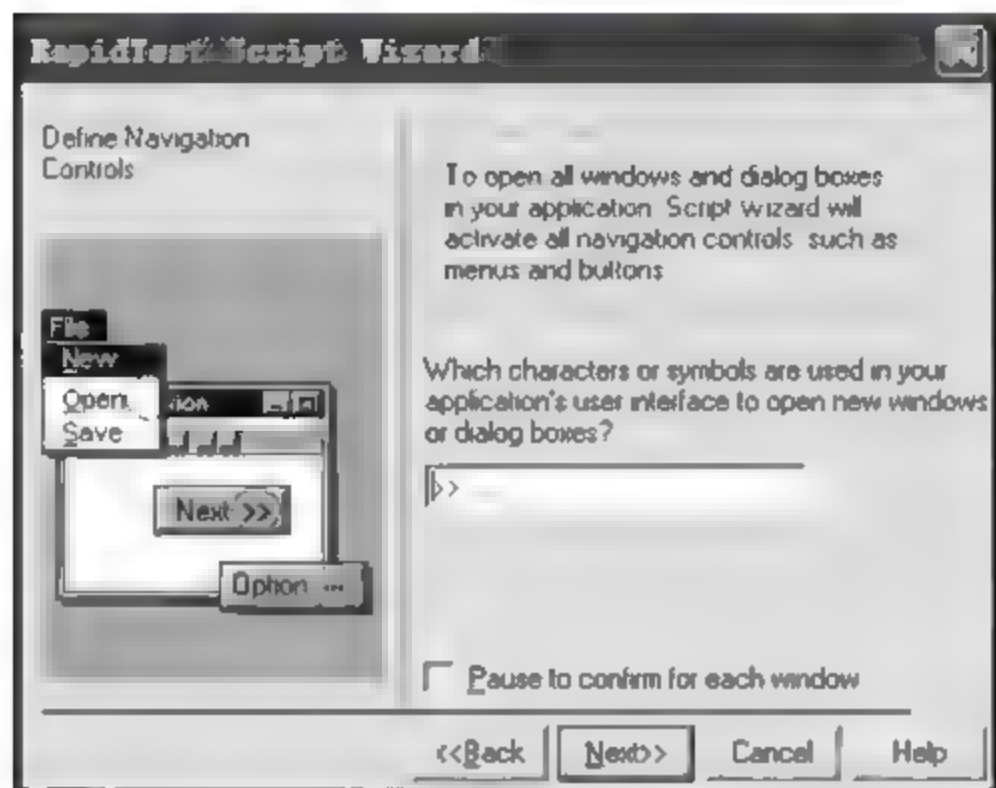 RapidTest Script Wizard
Define Navigation
Controls
To open all windows and dialog boxes
in your application Script wizard will
activate all navigation controls such as
menus and buttons
File
New
Open
Save
Next >>
Option ...
Which characters or symbols are used in your
application's user interface to open new windows
or dialog boxes?
>>
Pause to confirm for each window
<<Back
Next>>
Cancel
Help